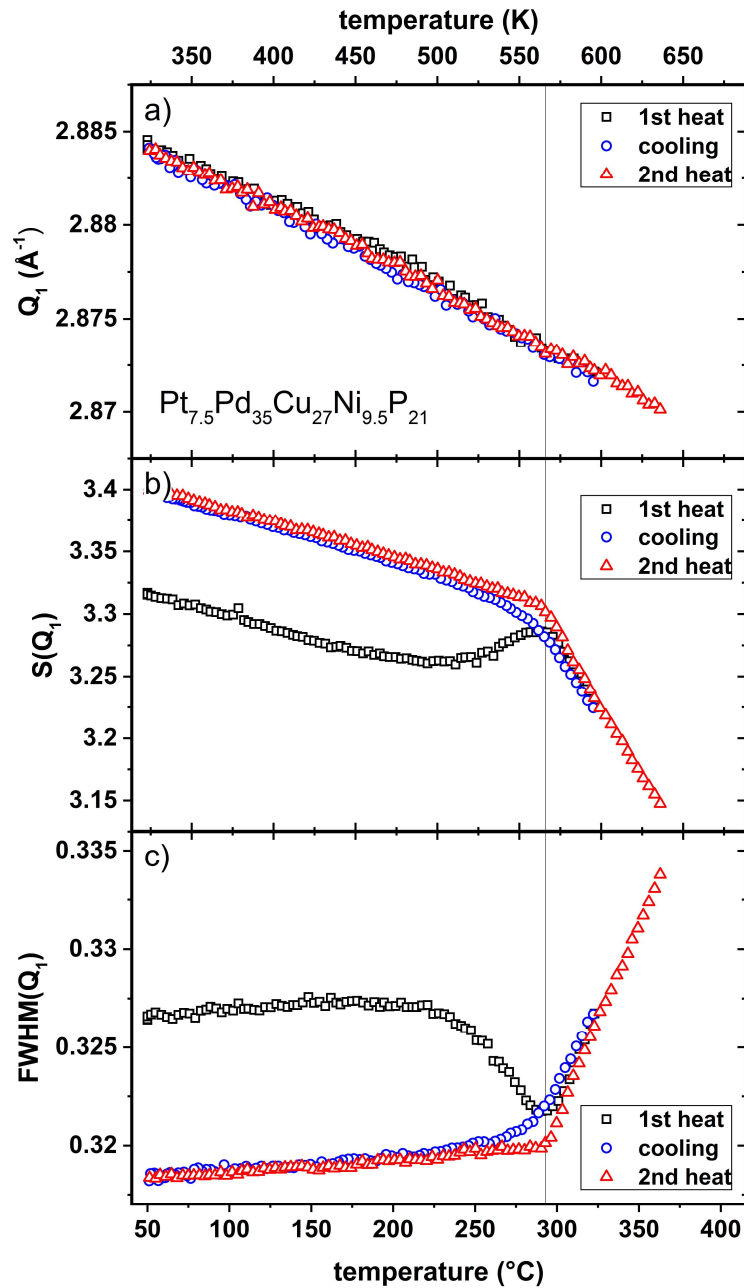 temperature (K)
350 400 450 500 550 600 650
a)
1st heat
cooling
2nd heat
2.885
2.88
2.875
2.87
Q₁ (Å⁻¹)
Pt₇.₅Pd₃₅Cu₂₇Ni₉.₅P₂₁
b)
1st heat
cooling
2nd heat
3.4
3.35
3.3
3.25
3.2
3.15
S(Q₁)
c)
0.335
0.33
0.325
0.32
FWHM(Q₁)
1st heat
cooling
2nd heat
50 100 150 200 250 300 350 400
temperature (°C)